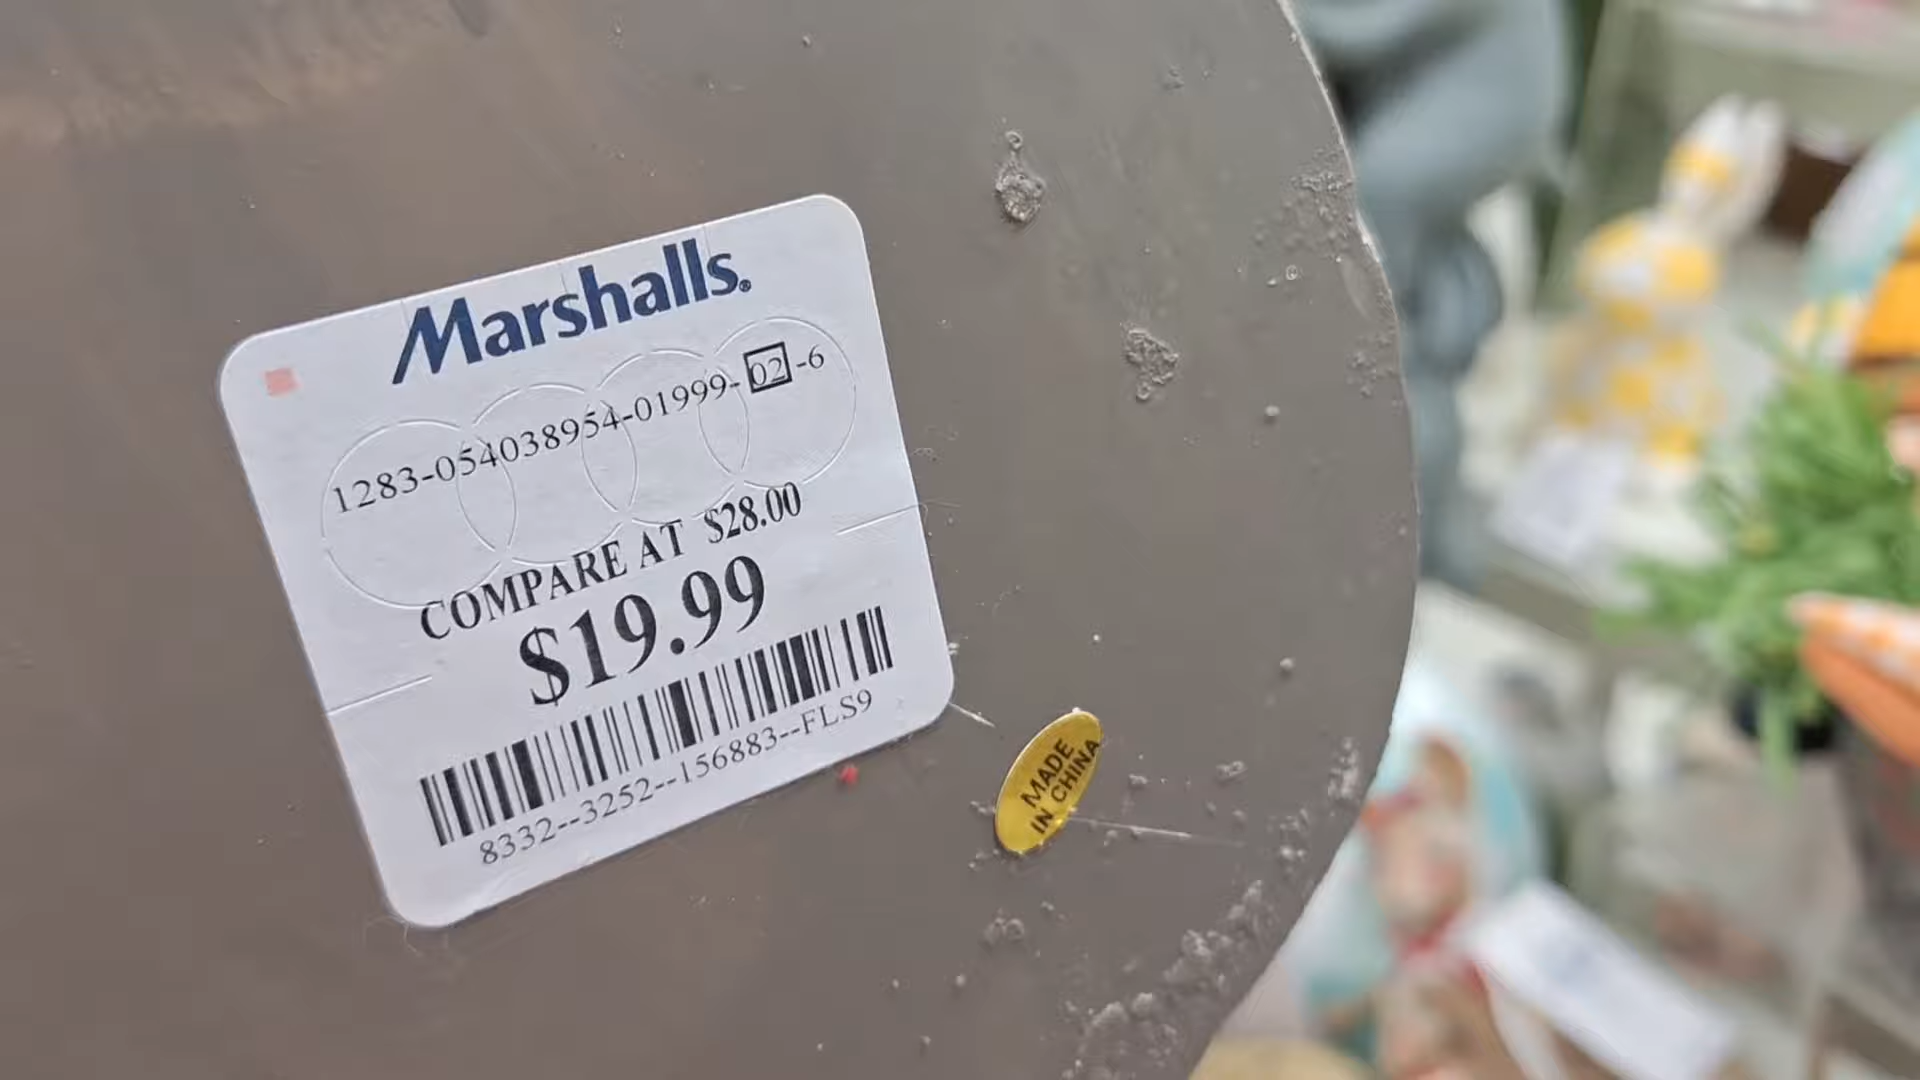 Marshalls®
1283-054038954-01999-02-6
COMPARE AT $28.00
$19.99
8332--3252--156883--FLS9
MADE
IN CHINA